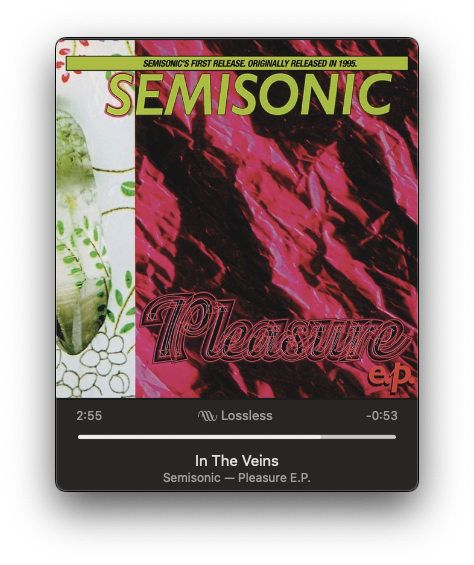 SEMISONIC'S FIRST RELEASE. ORIGINALLY RELEASED IN 1995.
SEMISONIC
Pleasure
e.p.
2:55 Lossless -0:53
In The Veins
Semisonic — Pleasure E.P.